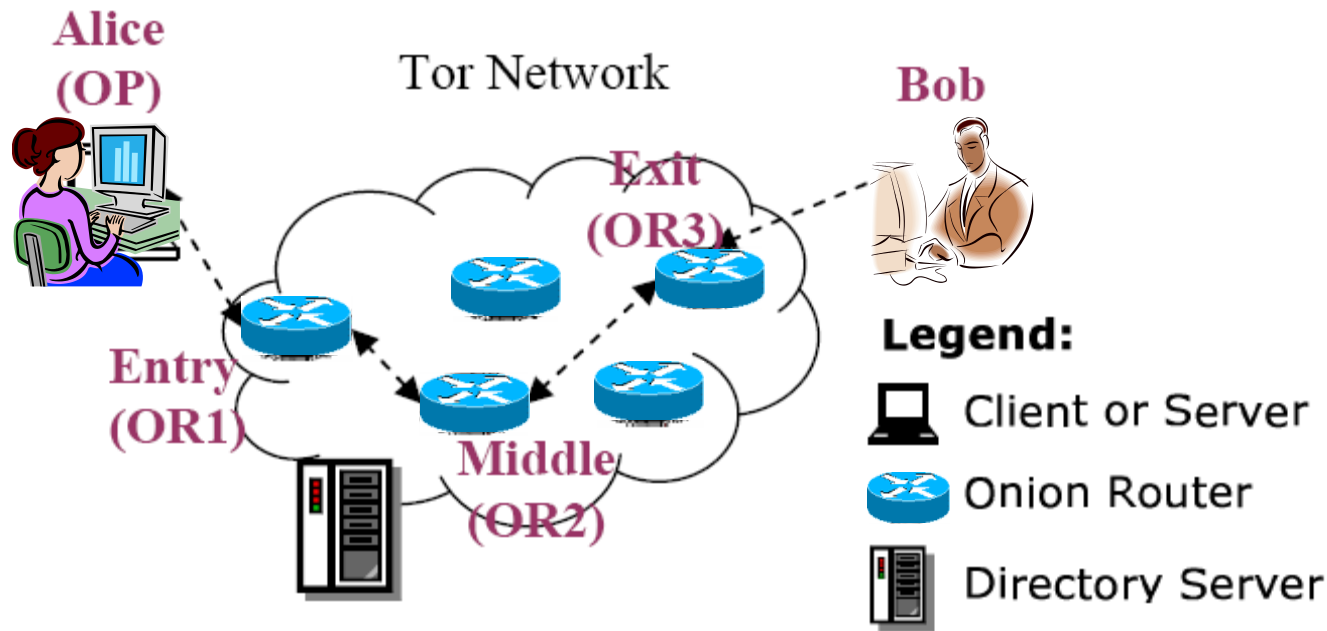 Alice
(OP)
Tor Network
Bob
Exit
(OR3)
Entry
(OR1)
Middle
(OR2)
Legend:
Client or Server
Onion Router
Directory Server